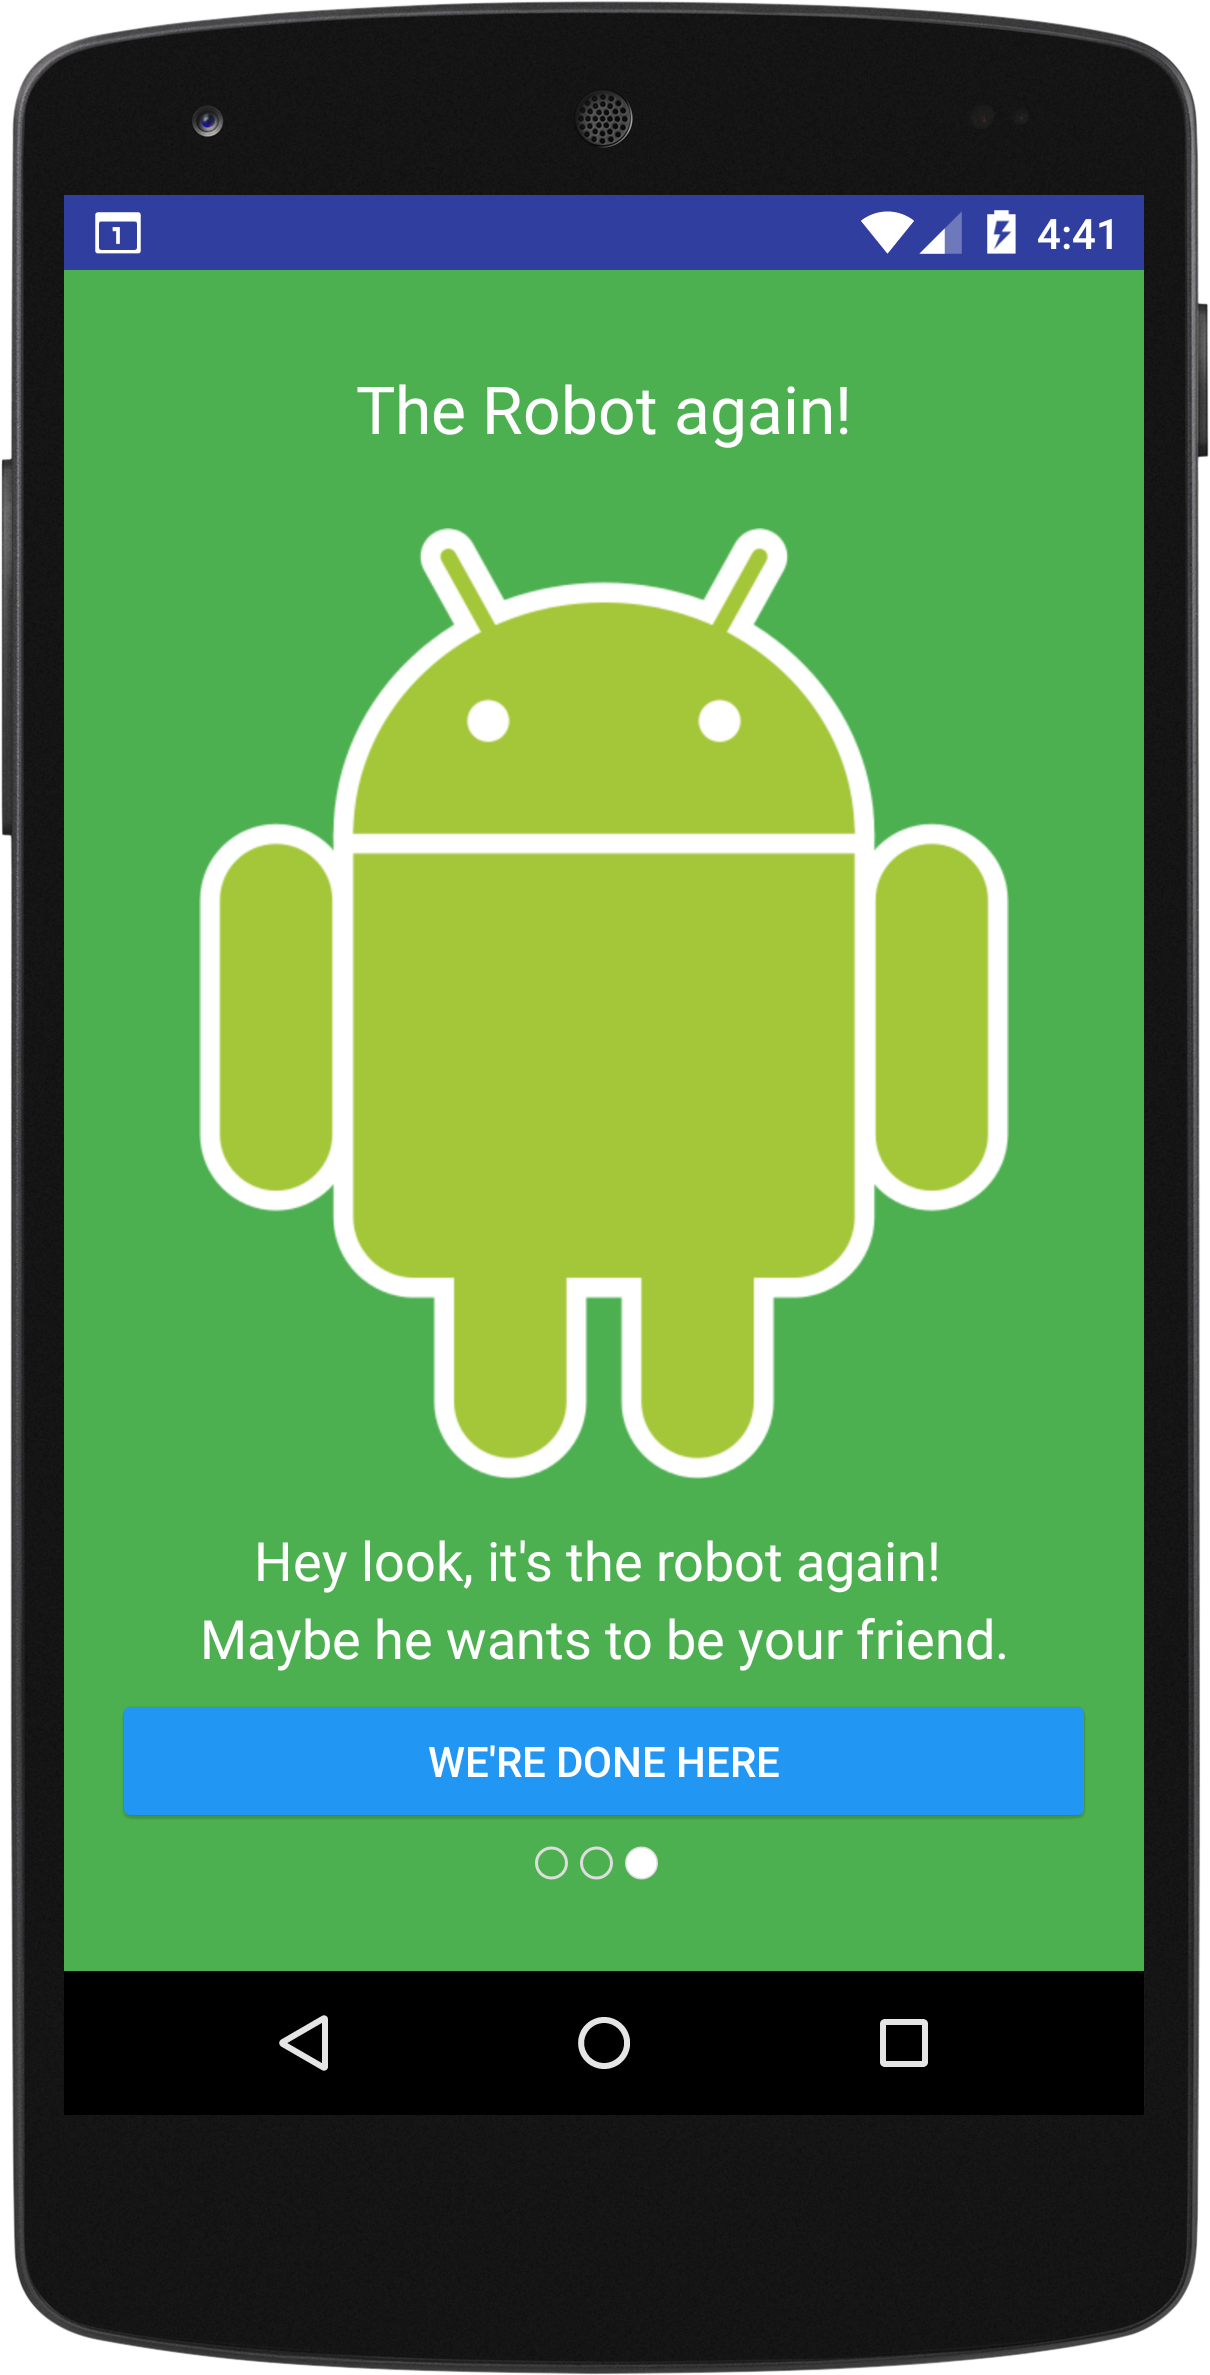 1
4:41
The Robot again!
Hey look, it's the robot again!
Maybe he wants to be your friend.
WE'RE DONE HERE